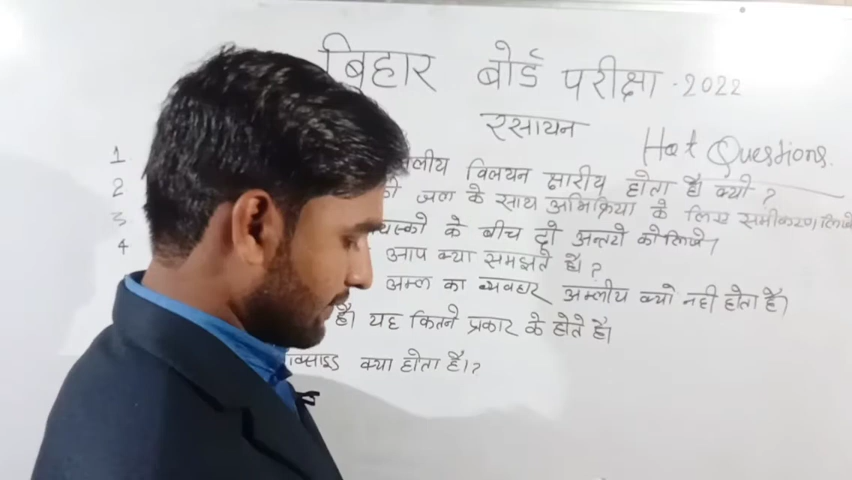 बिहार बोर्ड परीक्षा - 2022
रसायन
Hot Questions.
1. लीय विलयन क्षारीय होता है। क्यों ?
2 जल के साथ अभिक्रिया के लिए समीकरण लिखे
3 यस्को के बीच दो अन्तरो को लिखे।
4 आप क्या समझते है। ?
अम्ल का व्यवहार अम्लीय क्यों नही होता है।
है। यह कितने प्रकार के होते है।
क्साइड क्या होता है।?